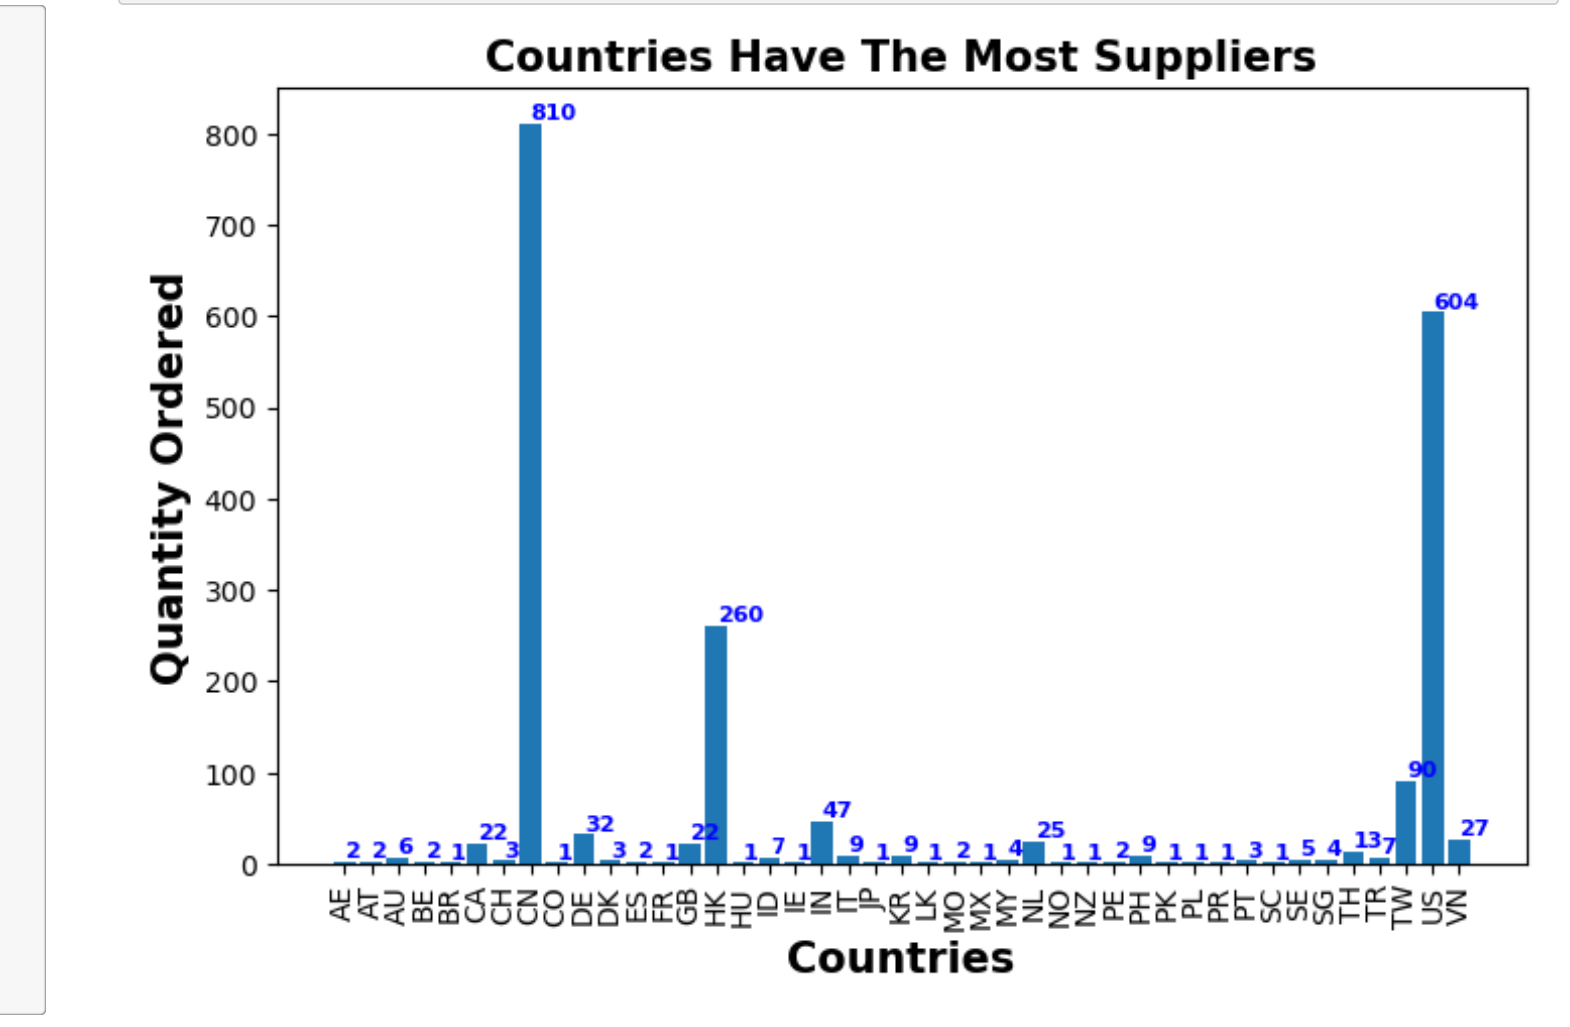 Countries Have The Most Suppliers
Quantity Ordered
800
700
600
500
400
300
200
100
0
2 2 6 2 1 22 3 810 1 32 3 2 1 22 260 1 7 1 47 9 1 9 1 2 1 4 25 1 1 2 9 1 1 1 3 1 5 4 13 7 90 604 27
AE AT AU BE BR CA CH CN CO DE DK ES FR GB HK HU ID IE IN IT JP KR LK MO MX MY NL NO NZ PE PH PK PL PR PT SC SE SG TH TR TW US VN
Countries